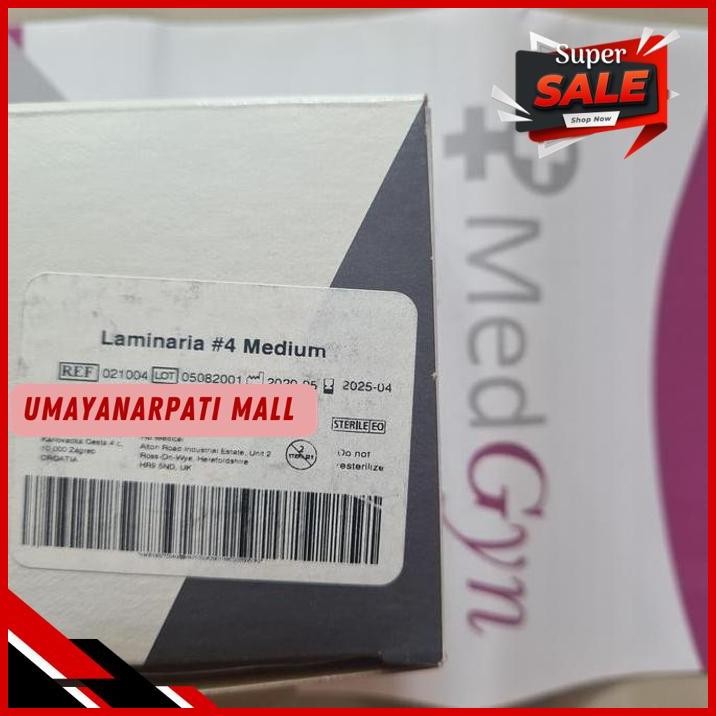 Super
SALE
Shop Now
MedGyn
Laminaria #4 Medium
REF 021004 LOT 05082001 2020-05 2025-04
UMAYANARPATI MALL
STERILE EO
Karlovacka Cesta 4 c,
10 000 Zagreb
CROATIA
Alton Road Industrial Estate, Unit 2
Ross-On-Wye, Herefordshire
HR9 5ND, UK
2
Do not
resterilize